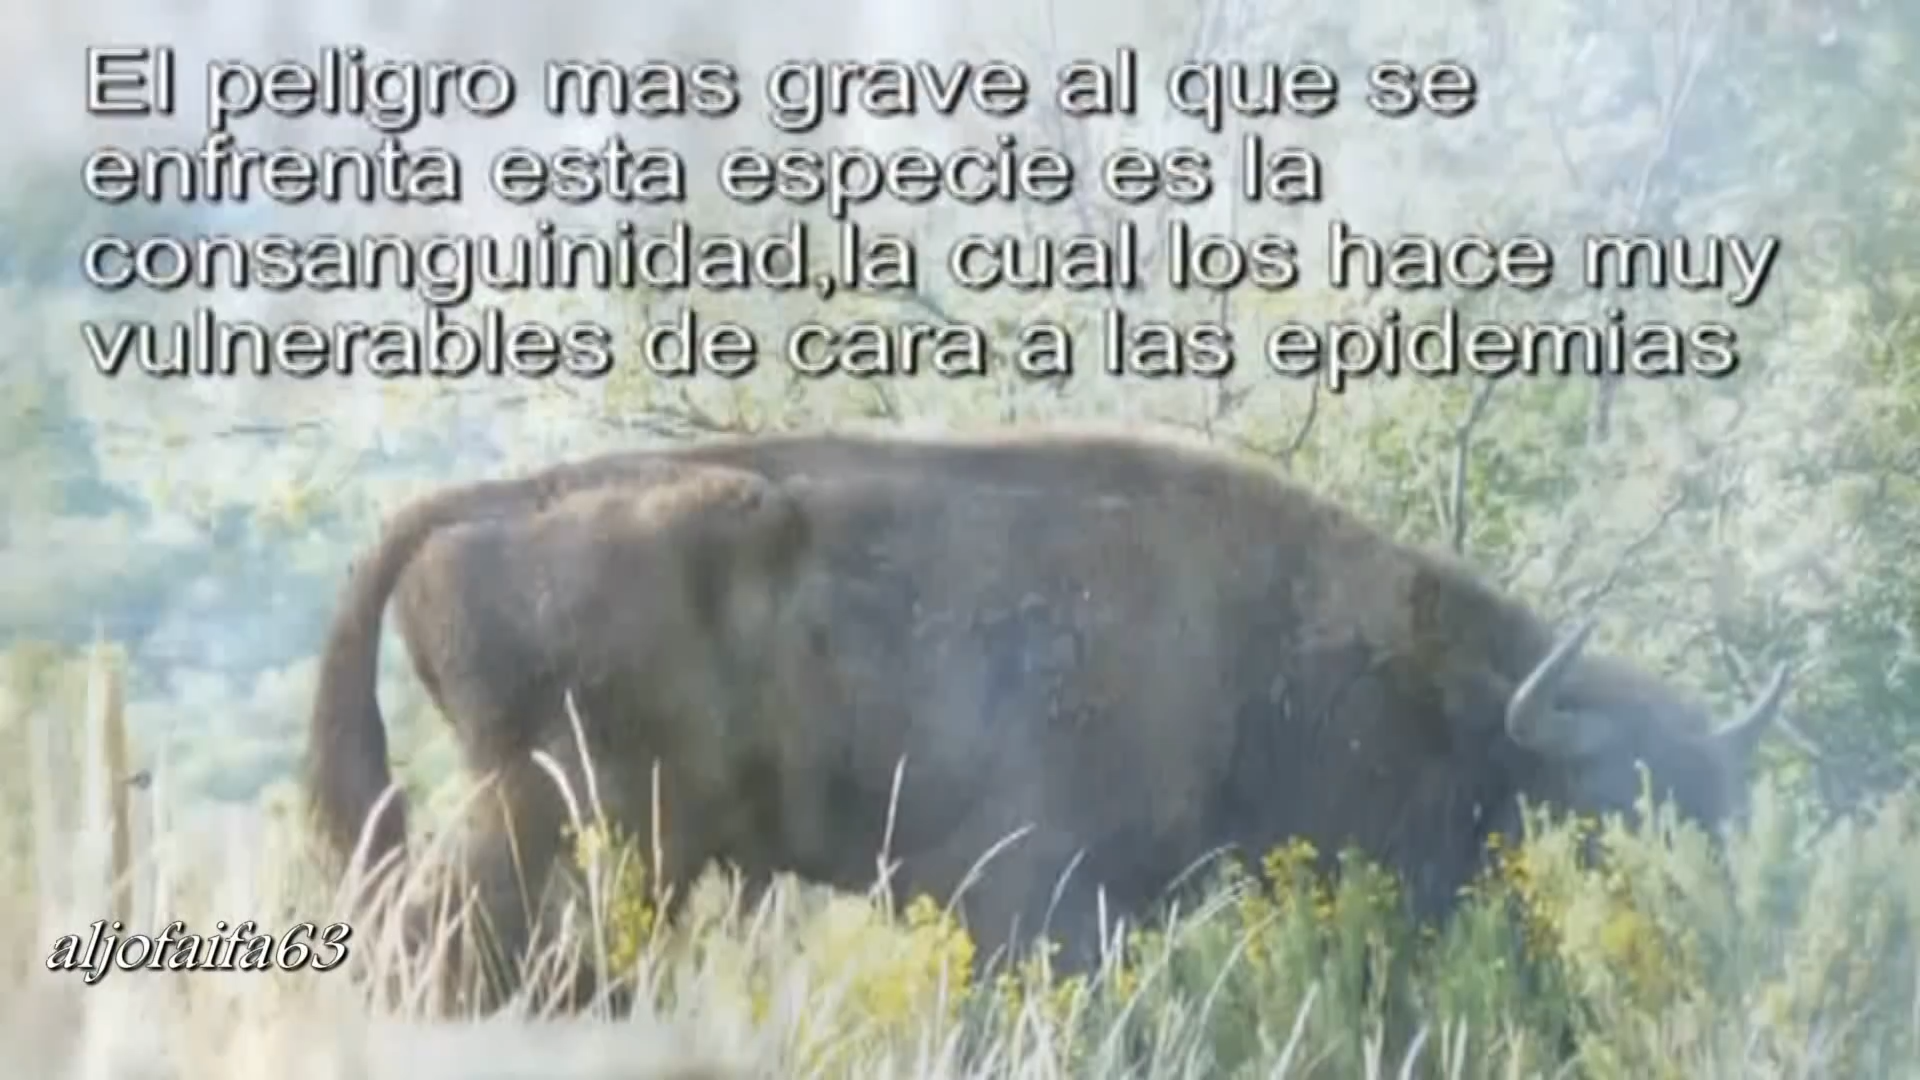 El peligro mas grave al que se
enfrenta esta especie es la
consanguinidad,la cual los hace muy
vulnerables de cara a las epidemias
aljofaifa63